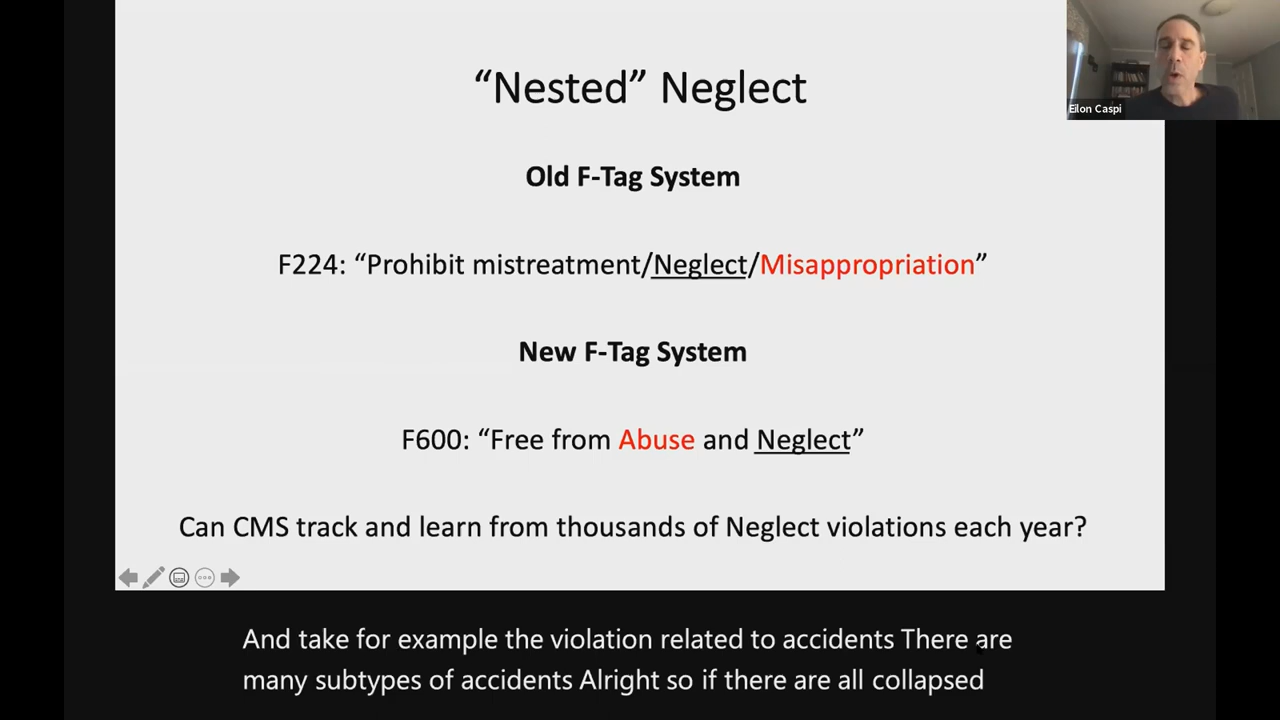 “Nested” Neglect
Eilon Caspi
Old F-Tag System
F224: “Prohibit mistreatment/Neglect/Misappropriation”
New F-Tag System
F600: “Free from Abuse and Neglect”
Can CMS track and learn from thousands of Neglect violations each year?
And take for example the violation related to accidents There are
many subtypes of accidents Alright so if there are all collapsed